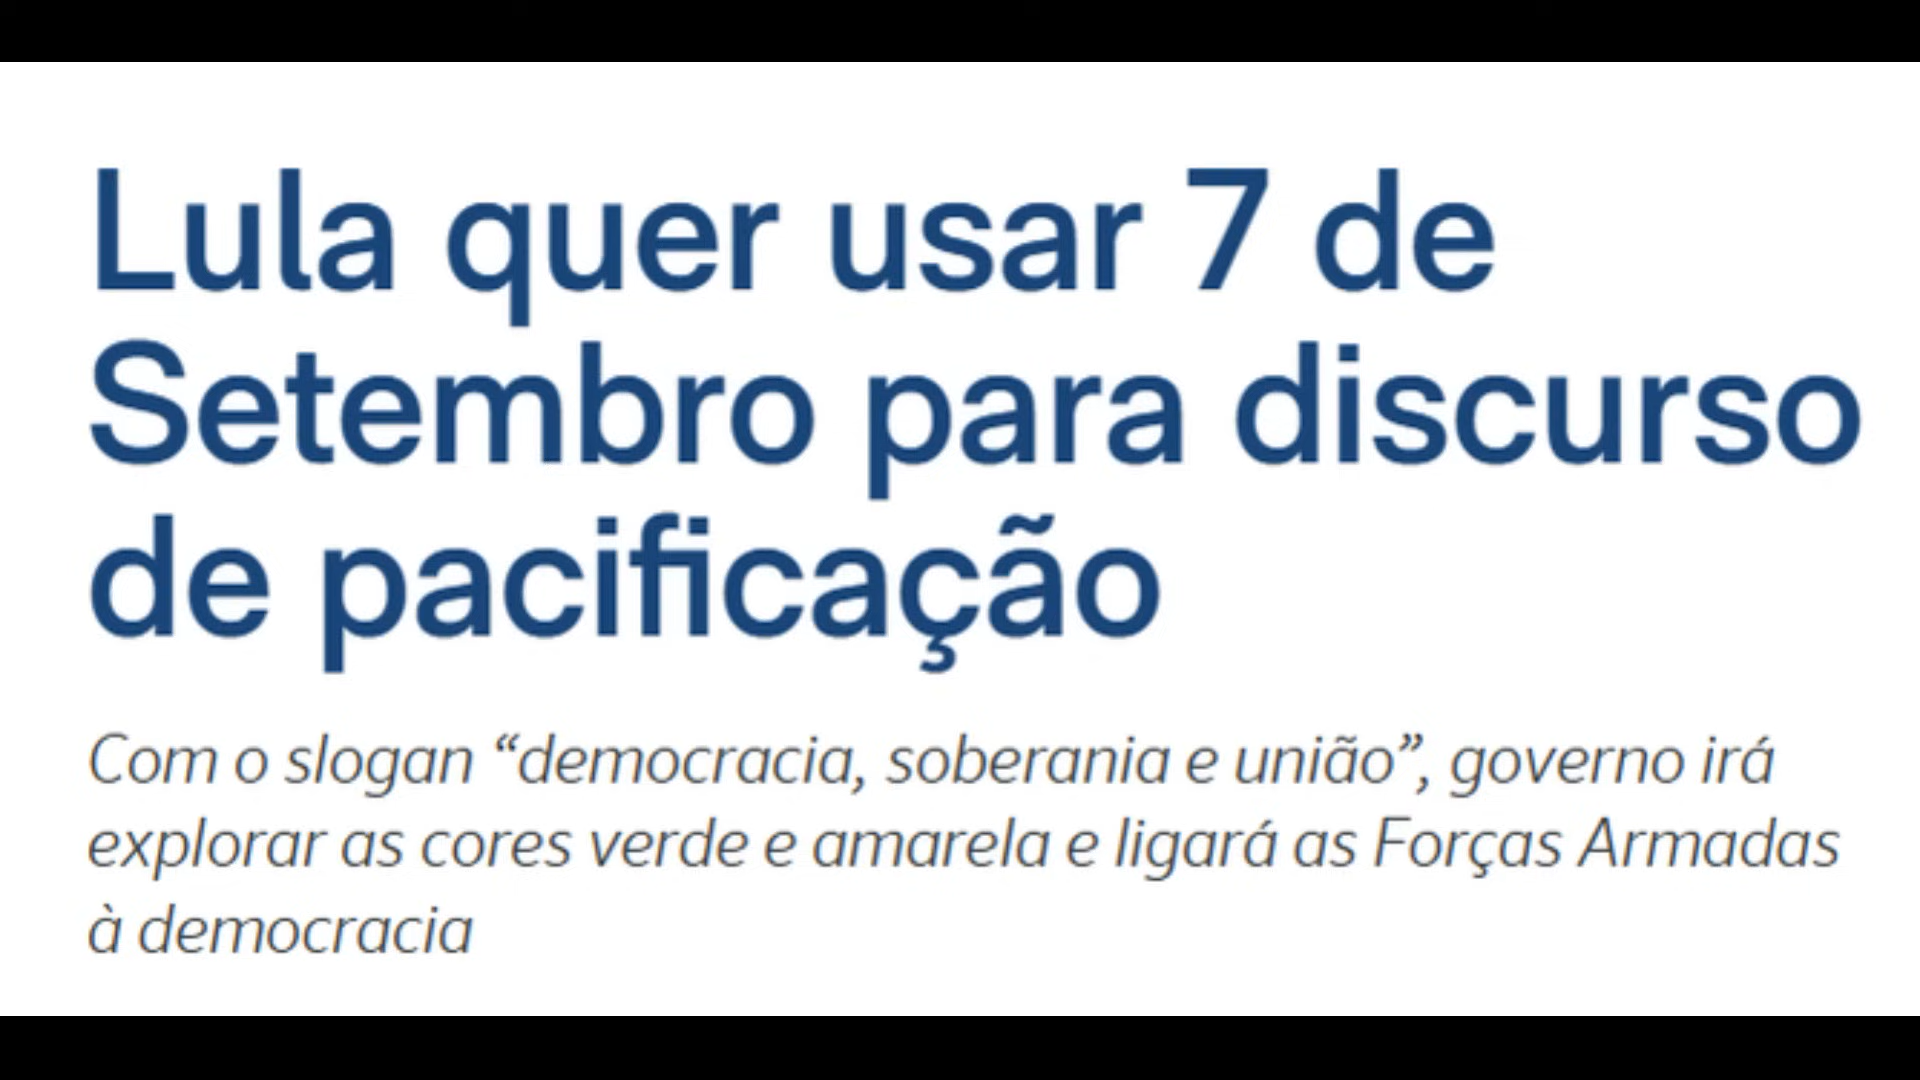 Lula quer usar 7 de
Setembro para discurso
de pacificação
Com o slogan “democracia, soberania e união”, governo irá
explorar as cores verde e amarela e ligará as Forças Armadas
à democracia